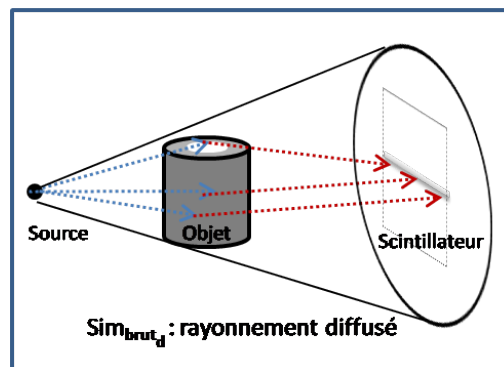 Source
Objet
Scintillateur
Sim_brut_d : rayonnement diffusé